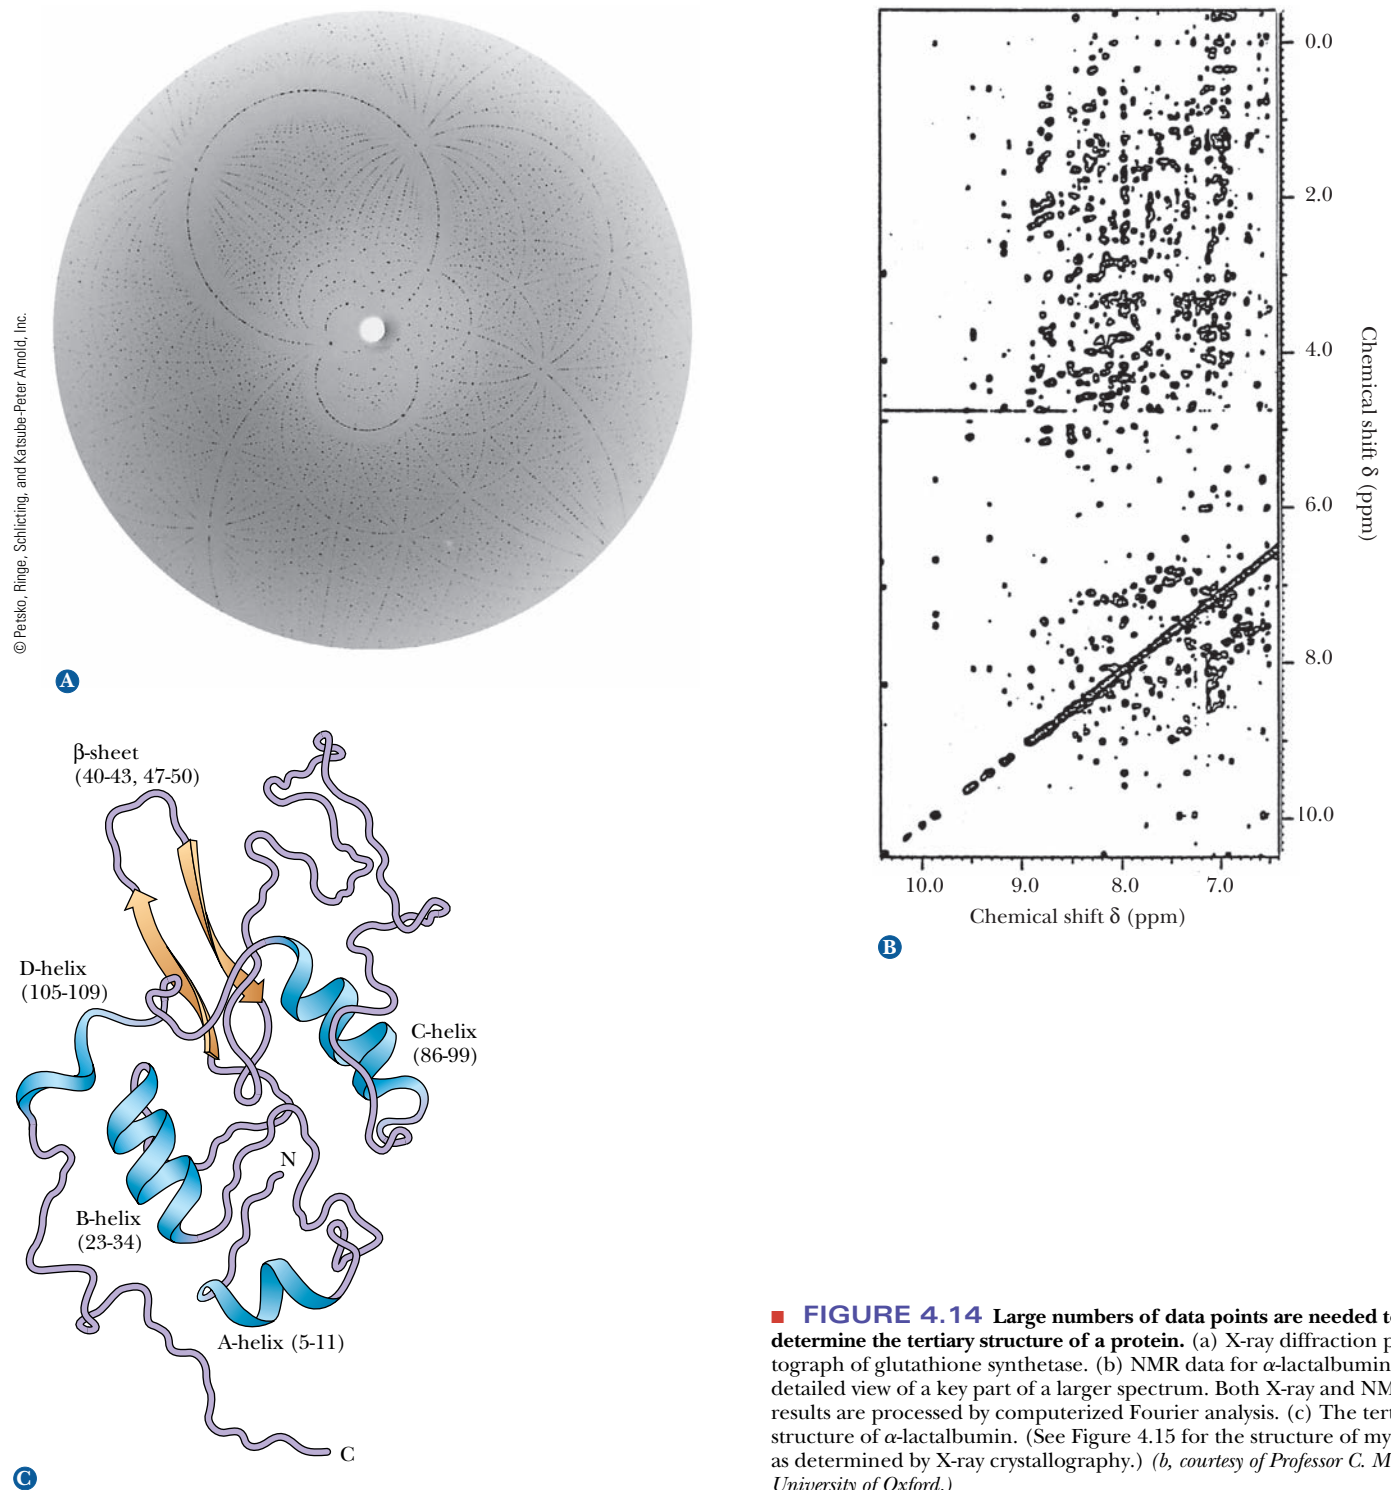 © Petsko, Ringe, Schlicting, and Katsube-Peter Arnold, Inc.
A
0.0
2.0
4.0
6.0
8.0
10.0
Chemical shift δ (ppm)
10.0 9.0 8.0 7.0
Chemical shift δ (ppm)
B
β-sheet
(40-43, 47-50)
D-helix
(105-109)
C-helix
(86-99)
N
B-helix
(23-34)
A-helix (5-11)
C
C
■ FIGURE 4.14 Large numbers of data points are needed
determine the tertiary structure of a protein. (a) X-ray diffraction
tograph of glutathione synthetase. (b) NMR data for α-lactalbumin
detailed view of a key part of a larger spectrum. Both X-ray and
results are processed by computerized Fourier analysis. (c) The
structure of α-lactalbumin. (See Figure 4.15 for the structure of
as determined by X-ray crystallography.) (b, courtesy of Professor C.
University of Oxford.)